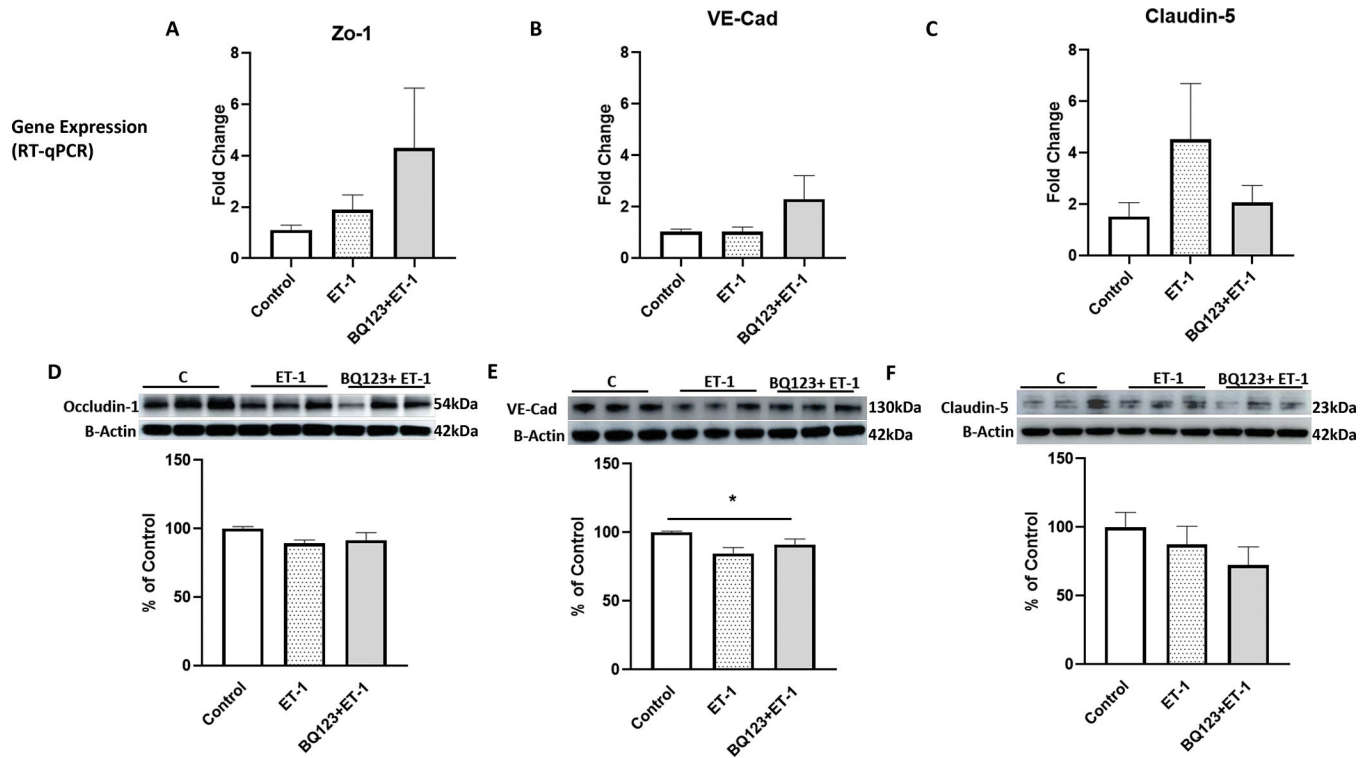 A
Zo-1
8
6
4
2
0
Fold Change
Control
ET-1
BQ123+ET-1
B
VE-Cad
8
6
4
2
0
Fold Change
Control
ET-1
BQ123+ET-1
C
Claudin-5
8
6
4
2
0
Fold Change
Control
ET-1
BQ123+ET-1
Gene Expression
(RT-qPCR)
D
C ET-1 BQ123+ ET-1
Occludin-1 54kDa
B-Actin 42kDa
150
100
50
0
% of Control
Control
ET-1
BQ123+ET-1
E
C ET-1 BQ123+ ET-1
VE-Cad 130kDa
B-Actin 42kDa
150
100
50
0
% of Control
*
Control
ET-1
BQ123+ET-1
F
C ET-1 BQ123+ ET-1
Claudin-5 23kDa
B-Actin 42kDa
150
100
50
0
% of Control
Control
ET-1
BQ123+ET-1